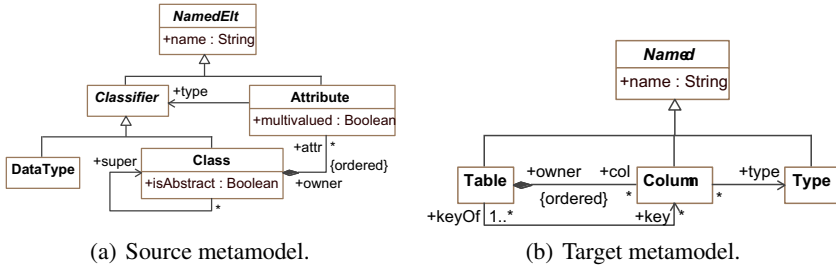 NamedElt
+name : String
Classifier
+type
Attribute
+multivalued : Boolean
DataType
+super
Class
+isAbstract : Boolean
*
+attr
*
{ordered}
+owner
(a) Source metamodel.
Named
+name : String
Table
+owner
+col
{ordered}
*
Column
+type
*
Type
+keyOf
1..*
+key
*
(b) Target metamodel.